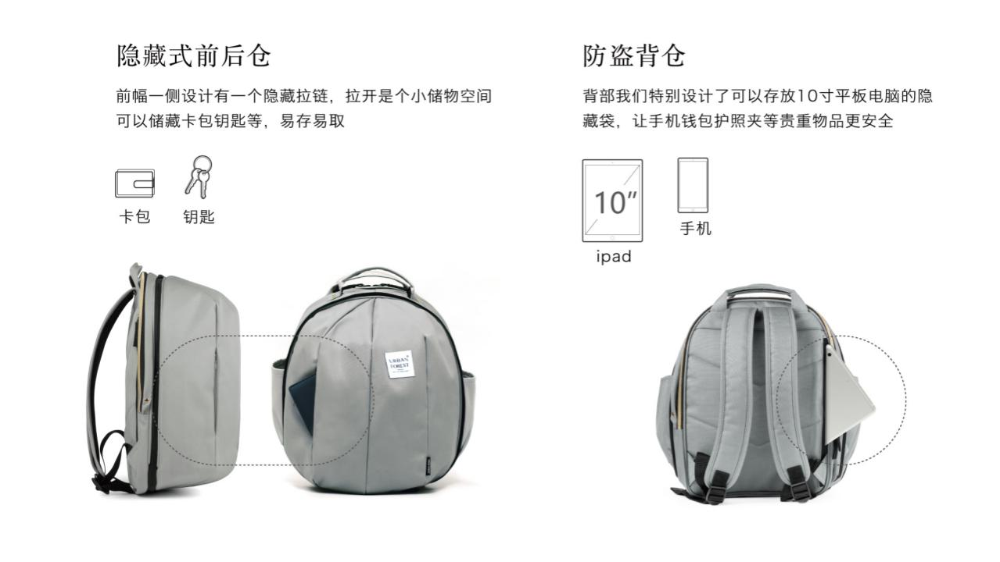 隐藏式前后仓
前幅一侧设计有一个隐藏拉链，拉开是个小储物空间
可以储藏卡包钥匙等，易存易取
卡包
钥匙
URBAN
FOREST
防盗背仓
背部我们特别设计了可以存放10寸平板电脑的隐
藏袋，让手机钱包护照夹等贵重物品更安全
10”
ipad
手机